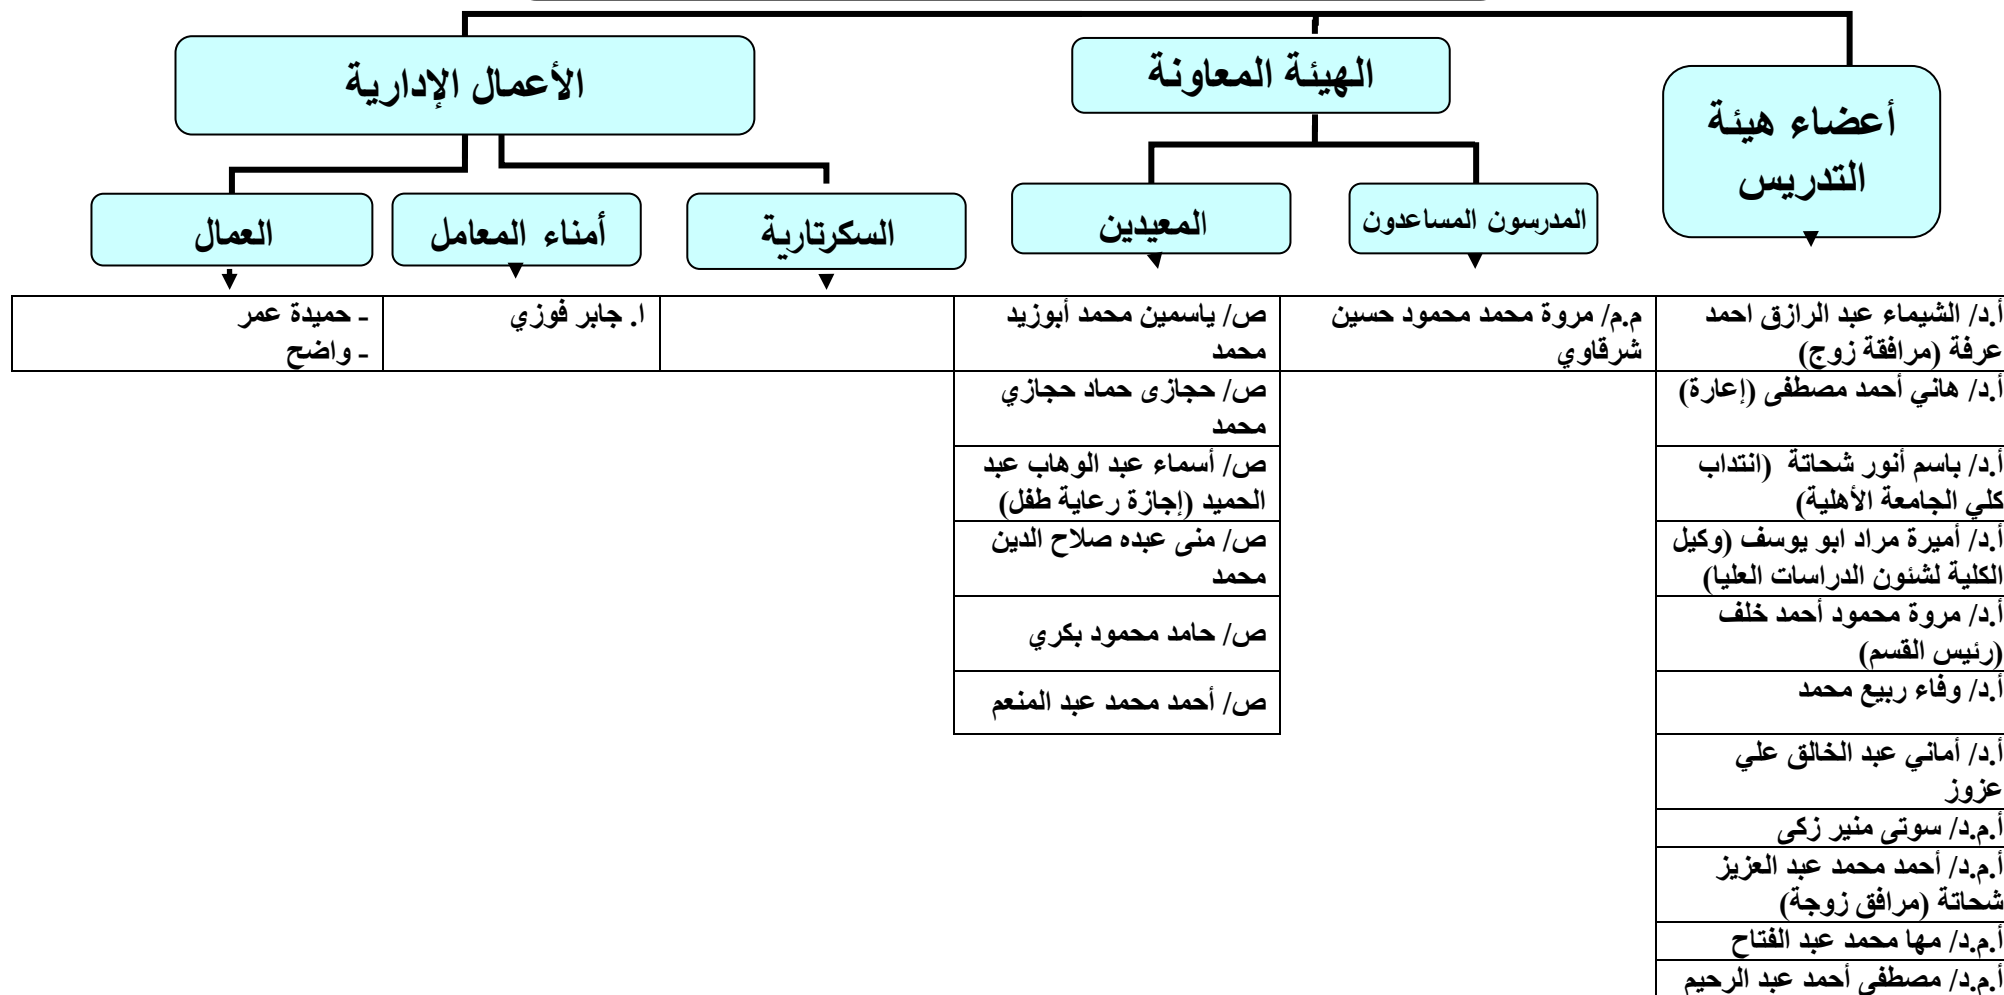 أعضاء هيئة
التدريس
الهيئة المعاونة
الأعمال الإدارية
المدرسون المساعدون
المعيدين
السكرتارية
أمناء المعامل
العمال
أ.د/ الشيماء عبد الرازق احمد
عرفة (مرافقة زوج)
م.م/ مروة محمد محمود حسين
شرقاوي
ص/ ياسمين محمد أبوزيد
محمد
ا. جابر فوزي
- حميدة عمر
- واضح
أ.د/ هاني أحمد مصطفى (إعارة)
ص/ حجازى حماد حجازي
محمد
أ.د/ باسم أنور شحاتة (انتداب
كلي الجامعة الأهلية)
ص/ أسماء عبد الوهاب عبد
الحميد (إجازة رعاية طفل)
أ.د/ أميرة مراد ابو يوسف (وكيل
الكلية لشئون الدراسات العليا)
ص/ منى عبده صلاح الدين
محمد
أ.د/ مروة محمود أحمد خلف
(رئيس القسم)
ص/ حامد محمود بكري
أ.د/ وفاء ربيع محمد
ص/ أحمد محمد عبد المنعم
أ.د/ أماني عبد الخالق علي
عزوز
أ.م.د/ سوتى منير زكى
أ.م.د/ أحمد محمد عبد العزيز
شحاتة (مرافق زوجة)
أ.م.د/ مها محمد عبد الفتاح
أ.م.د/ مصطفى أحمد عبد الرحيم